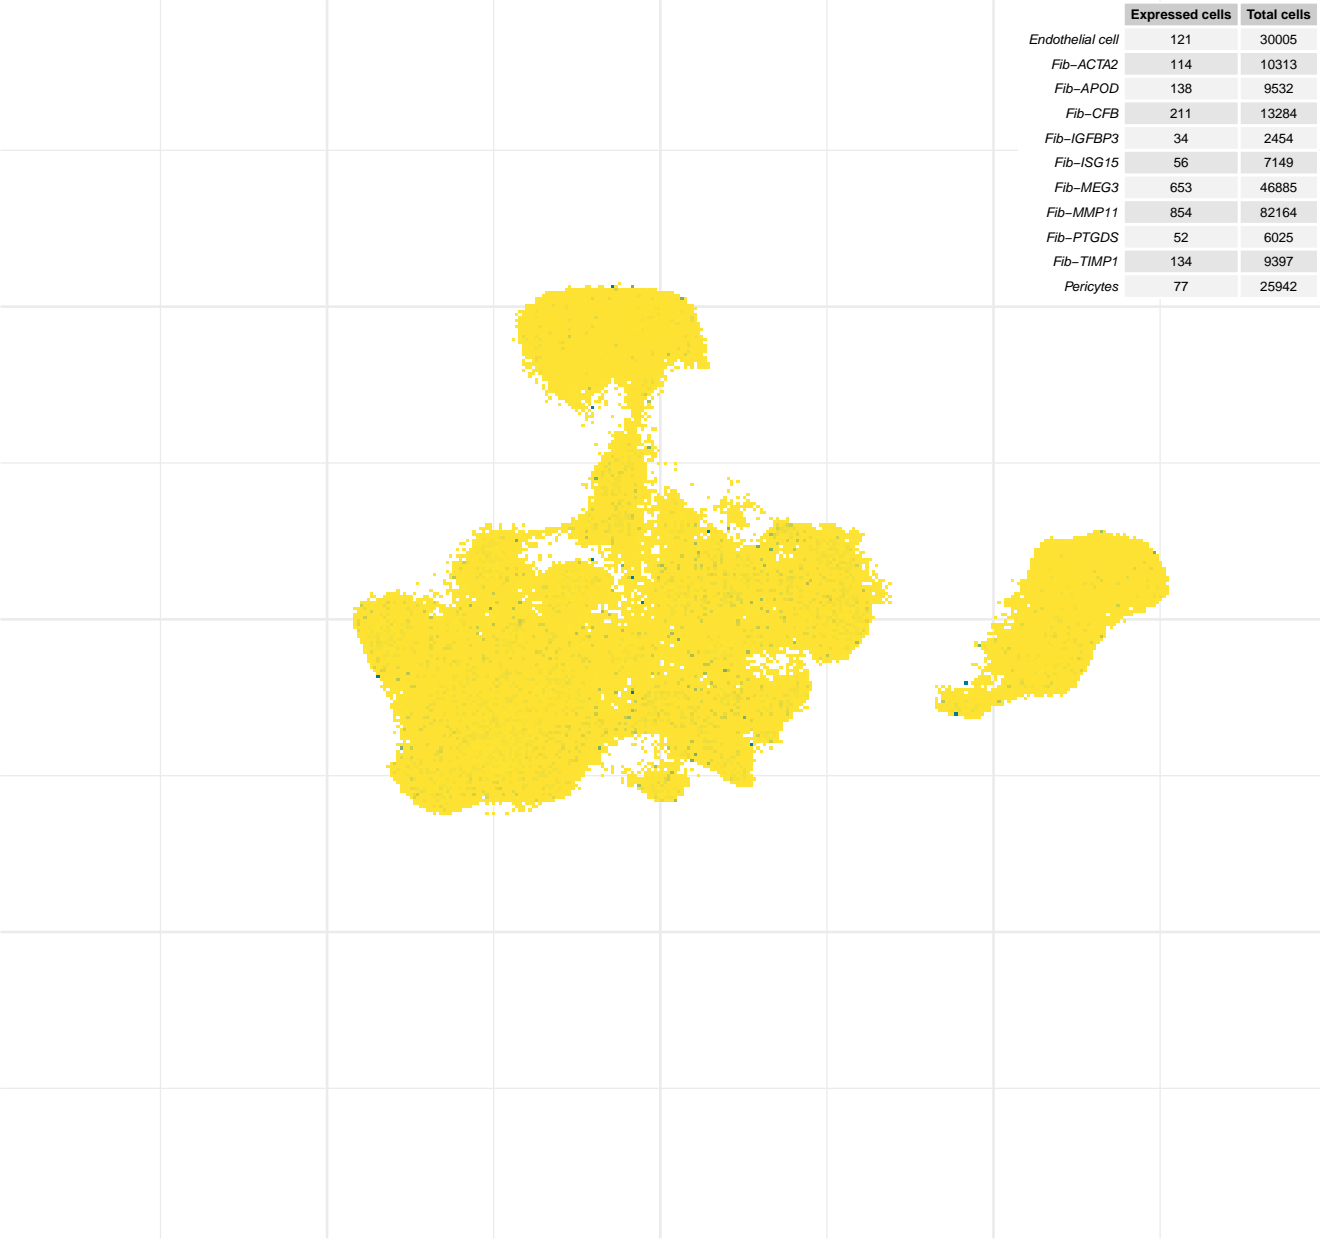 Expressed cells Total cells
Endothelial cell 121 30005
Fib−ACTA2 114 10313
Fib−APOD 138 9532
Fib−CFB 211 13284
Fib−IGFBP3 34 2454
Fib−ISG15 56 7149
Fib−MEG3 653 46885
Fib−MMP11 854 82164
Fib−PTGDS 52 6025
Fib−TIMP1 134 9397
Pericytes 77 25942